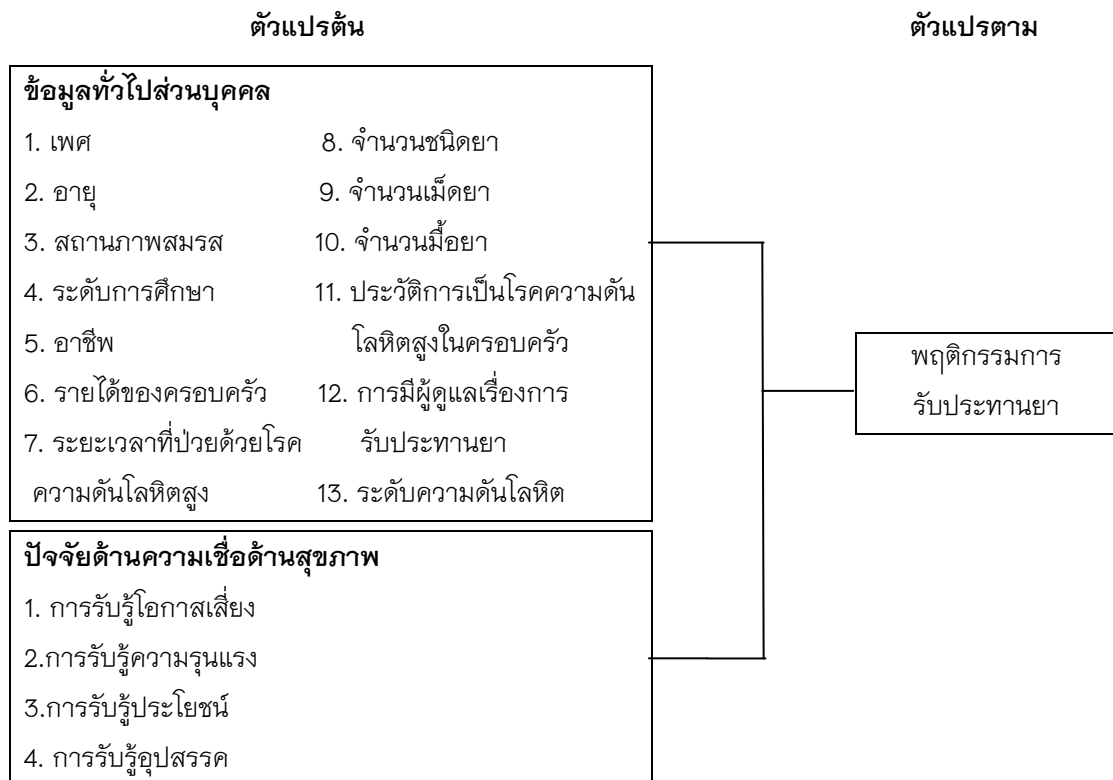 ตัวแปรต้น
ตัวแปรตาม
ข้อมูลทั่วไปส่วนบุคคล
1. เพศ
2. อายุ
3. สถานภาพสมรส
4. ระดับการศึกษา
5. อาชีพ
6. รายได้ของครอบครัว
7. ระยะเวลาที่ป่วยด้วยโรค
ความดันโลหิตสูง
8. จำนวนชนิดยา
9. จำนวนเม็ดยา
10. จำนวนมื้อยา
11. ประวัติการเป็นโรคความดัน
โลหิตสูงในครอบครัว
12. การมีผู้ดูแลเรื่องการ
รับประทานยา
13. ระดับความดันโลหิต
ปัจจัยด้านความเชื่อด้านสุขภาพ
1. การรับรู้โอกาสเสี่ยง
2.การรับรู้ความรุนแรง
3.การรับรู้ประโยชน์
4. การรับรู้อุปสรรค
พฤติกรรมการ
รับประทานยา